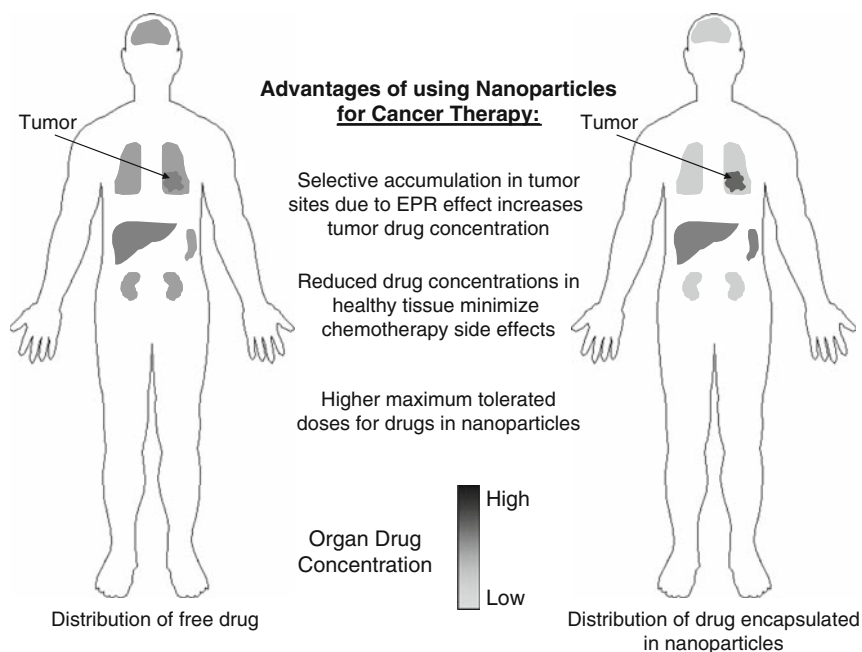 Advantages of using Nanoparticles
for Cancer Therapy:
Tumor
Tumor
Selective accumulation in tumor
sites due to EPR effect increases
tumor drug concentration
Reduced drug concentrations in
healthy tissue minimize
chemotherapy side effects
Higher maximum tolerated
doses for drugs in nanoparticles
Organ Drug
Concentration
High
Low
Distribution of free drug
Distribution of drug encapsulated
in nanoparticles